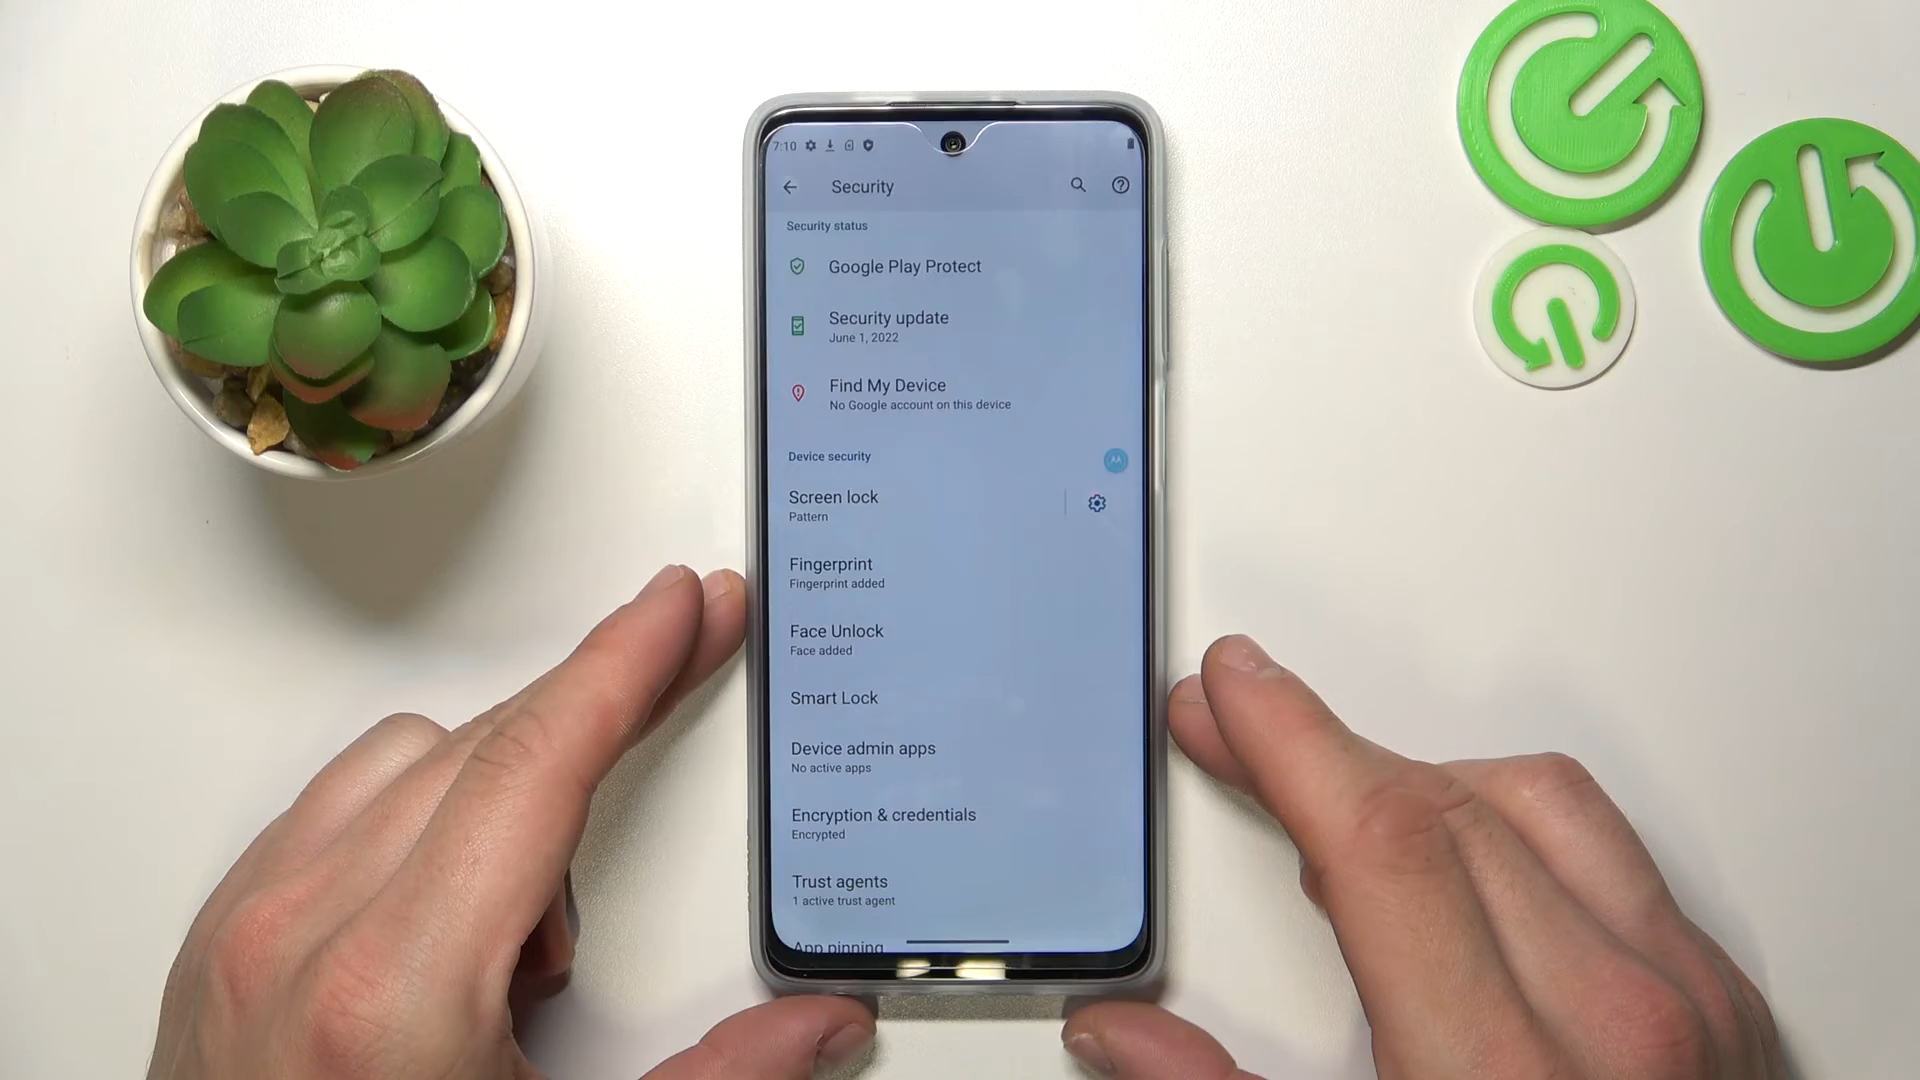 7:10
Security
Security status
Google Play Protect
Security update
June 1, 2022
Find My Device
No Google account on this device
Device security
Screen lock
Pattern
Fingerprint
Fingerprint added
Face Unlock
Face added
Smart Lock
Device admin apps
No active apps
Encryption & credentials
Encrypted
Trust agents
1 active trust agent
App pinning